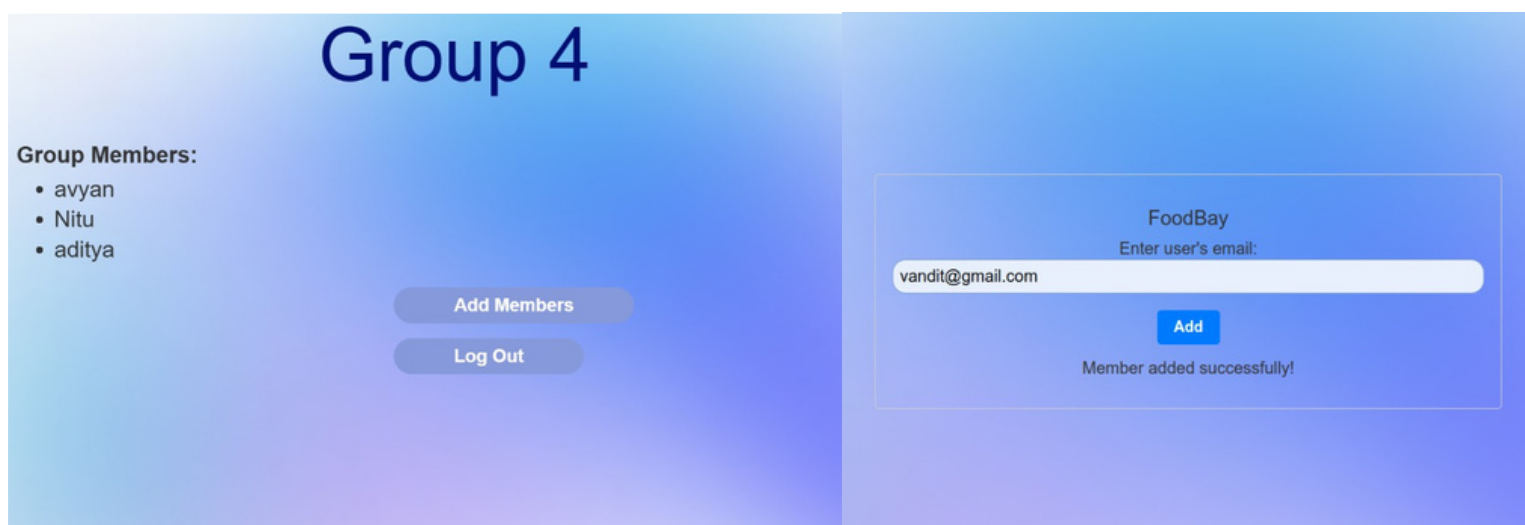 Group 4
Group Members:
• avyan
• Nitu
• aditya
Add Members
Log Out
FoodBay
Enter user's email:
vandit@gmail.com
Add
Member added successfully!